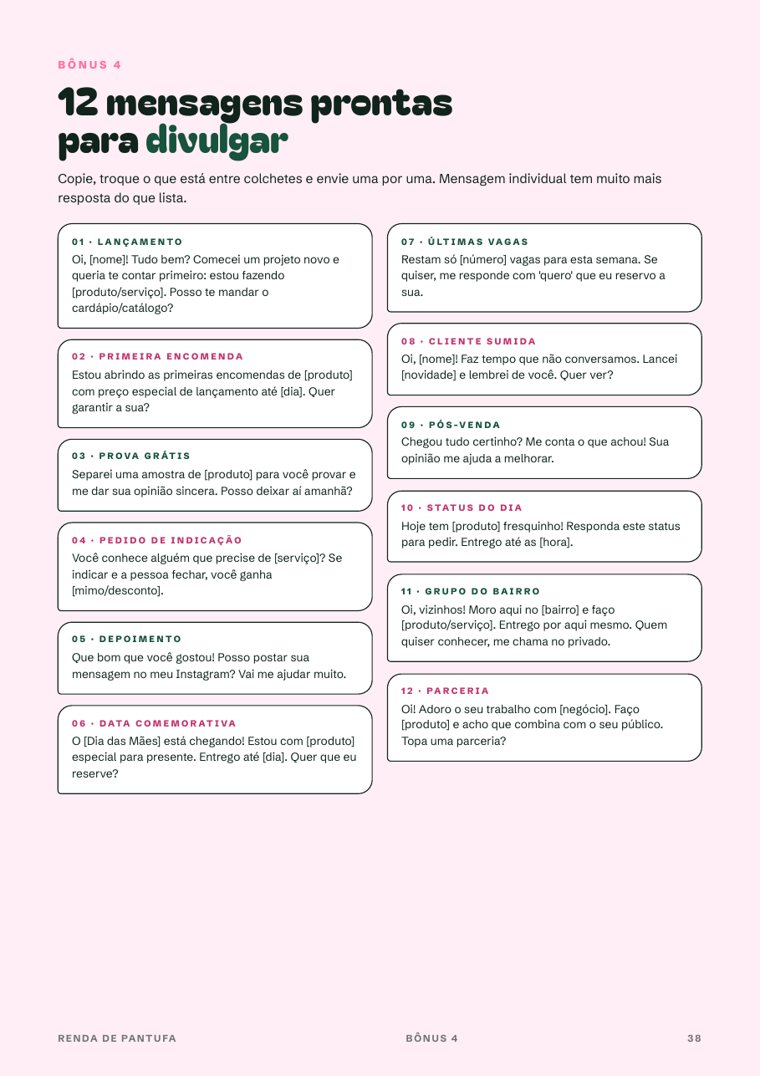 BÔNUS 4
12 mensagens prontas
para divulgar
Copie, troque o que está entre colchetes e envie uma por uma. Mensagem individual tem muito mais
resposta do que lista.
01 · LANÇAMENTO
Oi, [nome]! Tudo bem? Comecei um projeto novo e
queria te contar primeiro: estou fazendo
[produto/serviço]. Posso te mandar o
cardápio/catálogo?
02 · PRIMEIRA ENCOMENDA
Estou abrindo as primeiras encomendas de [produto]
com preço especial de lançamento até [dia]. Quer
garantir a sua?
03 · PROVA GRÁTIS
Separei uma amostra de [produto] para você provar e
me dar sua opinião sincera. Posso deixar aí amanhã?
04 · PEDIDO DE INDICAÇÃO
Você conhece alguém que precise de [serviço]? Se
indicar e a pessoa fechar, você ganha
[mimo/desconto].
05 · DEPOIMENTO
Que bom que você gostou! Posso postar sua
mensagem no meu Instagram? Vai me ajudar muito.
06 · DATA COMEMORATIVA
O [Dia das Mães] está chegando! Estou com [produto]
especial para presente. Entrego até [dia]. Quer que eu
reserve?
07 · ÚLTIMAS VAGAS
Restam só [número] vagas para esta semana. Se
quiser, me responde com 'quero' que eu reservo a
sua.
08 · CLIENTE SUMIDA
Oi, [nome]! Faz tempo que não conversamos. Lancei
[novidade] e lembrei de você. Quer ver?
09 · PÓS-VENDA
Chegou tudo certinho? Me conta o que achou! Sua
opinião me ajuda a melhorar.
10 · STATUS DO DIA
Hoje tem [produto] fresquinho! Responda este status
para pedir. Entrego até as [hora].
11 · GRUPO DO BAIRRO
Oi, vizinhos! Moro aqui no [bairro] e faço
[produto/serviço]. Entrego por aqui mesmo. Quem
quiser conhecer, me chama no privado.
12 · PARCERIA
Oi! Adoro o seu trabalho com [negócio]. Faço
[produto] e acho que combina com o seu público.
Topa uma parceria?
RENDA DE PANTUFA
BÔNUS 4
38